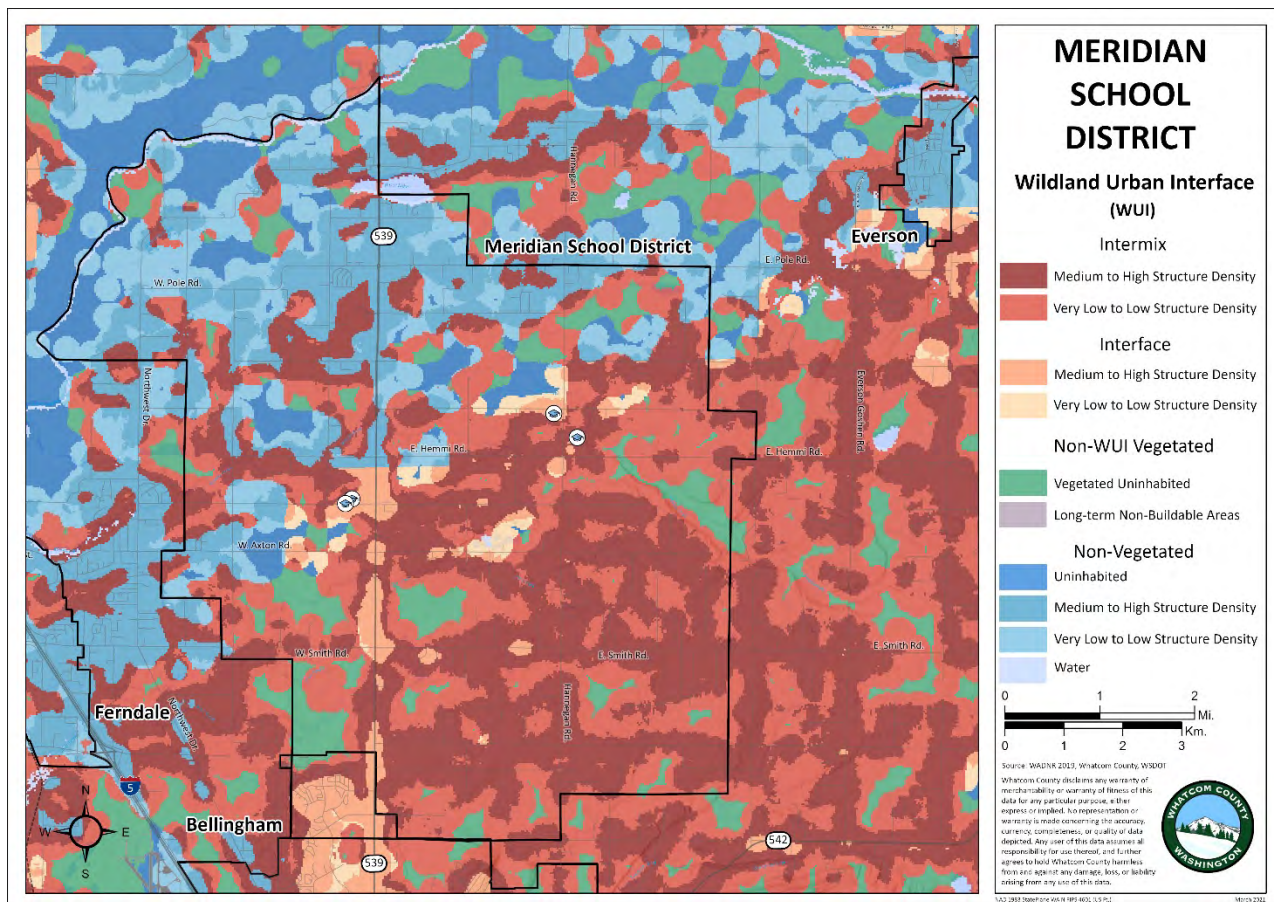 MERIDIAN
SCHOOL
DISTRICT
Wildland Urban Interface
(WUI)
Intermix
Medium to High Structure Density
Very Low to Low Structure Density
Interface
Medium to High Structure Density
Very Low to Low Structure Density
Non-WUI Vegetated
Vegetated Uninhabited
Long-term Non-Buildable Areas
Non-Vegetated
Uninhabited
Medium to High Structure Density
Very Low to Low Structure Density
Water
0 1 2
Mi.
Km.
0 1 2 3
Source: WADNR 2019, Whatcom County, WSDOT
Whatcom County disclaims any warranty of
merchantability or warranty of fitness of this
data for any particular purpose, either
express or implied. No representation or
warranty is made concerning the accuracy,
currency, completeness, or quality of data
depicted. Any user of this data assumes all
responsibility for use thereof, and further
agrees to hold Whatcom County harmless
from and against any damage, loss, or liability
arising from any use of this data.
WHATCOM COUNTY
WASHINGTON
March 2021
Hannegan Rd.
539
Meridian School District
Everson
E. Pole Rd.
W. Pole Rd.
Northwest Dr.
Everson Goshen Rd.
E. Hemmi Rd.
E. Hemmi Rd.
W. Axton Rd.
W. Smith Rd.
E. Smith Rd.
E. Smith Rd.
Hannegan Rd.
Ferndale
Northwest Dr.
5
N
W E
S
Bellingham
539
542